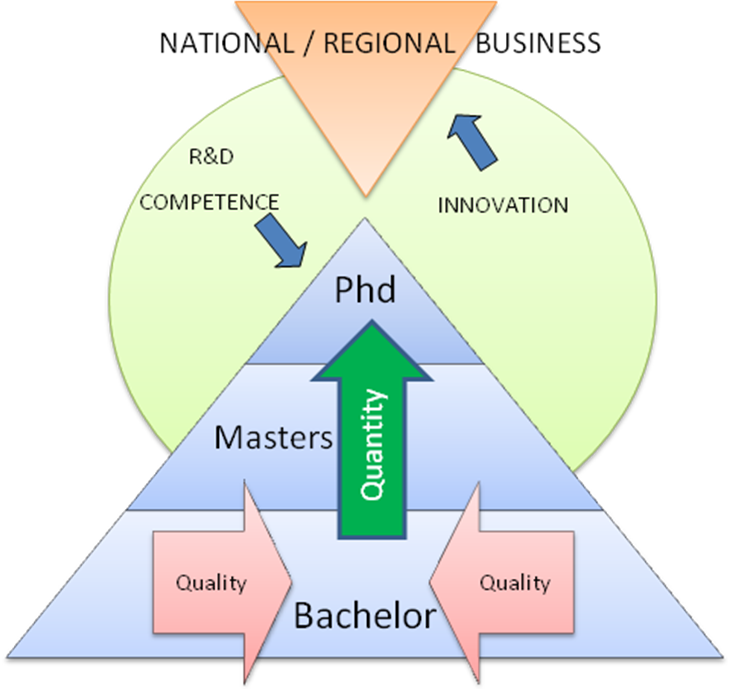 NATIONAL / REGIONAL BUSINESS
R&D
COMPETENCE
INNOVATION
Phd
Masters
Quantity
Quality
Quality
Bachelor